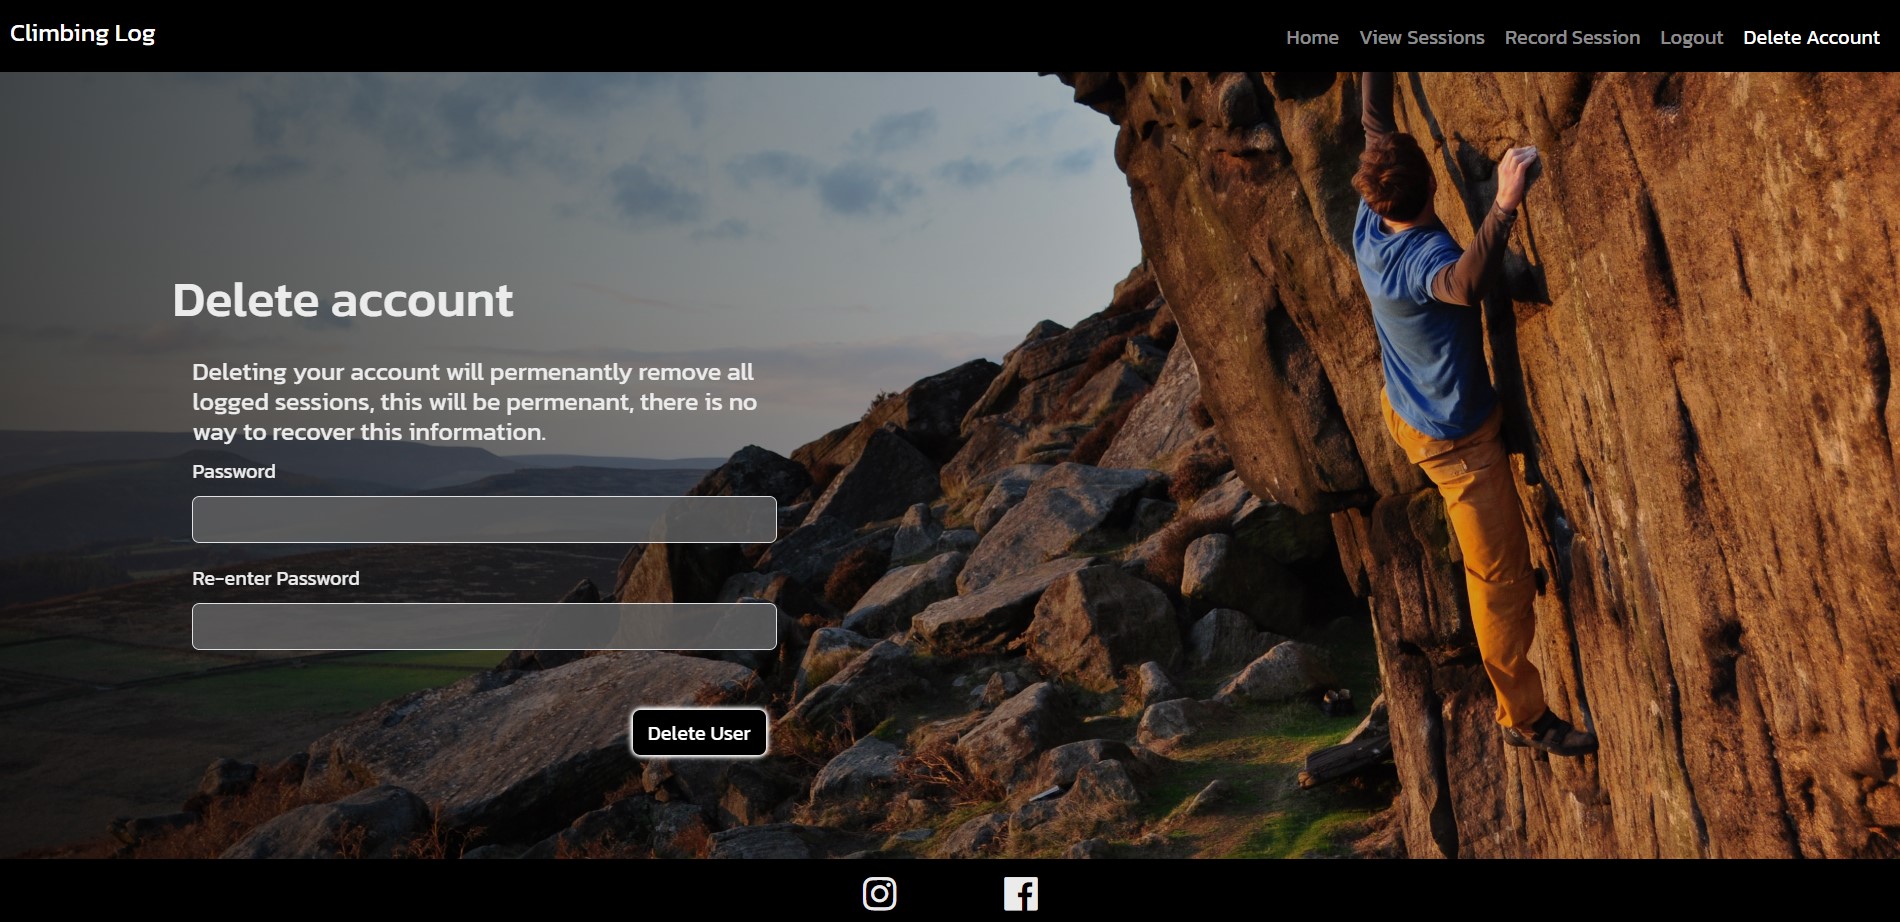 Climbing Log
Home
View Sessions
Record Session
Logout
Delete Account
Delete account
Deleting your account will permenantly remove all
logged sessions, this will be permenant, there is no
way to recover this information.
Password
Re-enter Password
Delete User